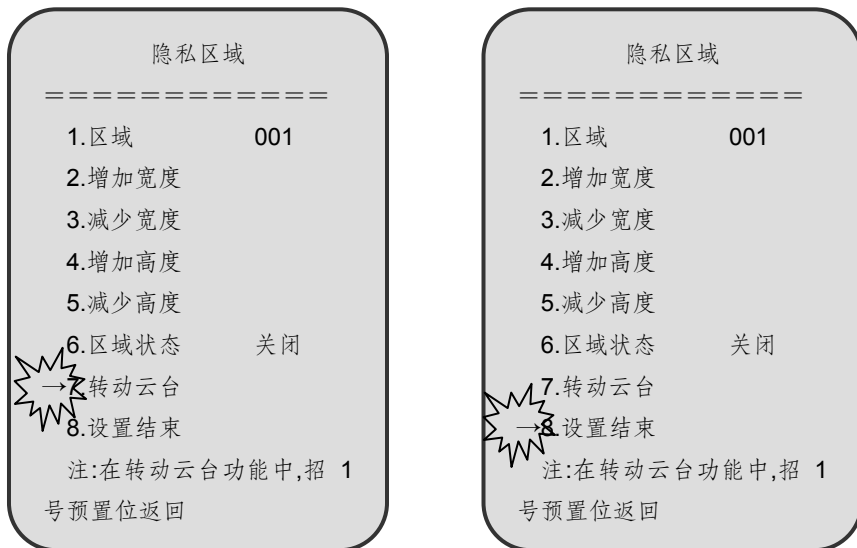 隐私区域
＝＝＝＝＝＝＝＝＝＝＝＝
1.区域 001
2.增加宽度
3.减少宽度
4.增加高度
5.减少高度
6.区域状态 关闭
→7.转动云台
8.设置结束
注:在转动云台功能中,招 1
号预置位返回
隐私区域
＝＝＝＝＝＝＝＝＝＝＝＝
1.区域 001
2.增加宽度
3.减少宽度
4.增加高度
5.减少高度
6.区域状态 关闭
7.转动云台
→8.设置结束
注:在转动云台功能中,招 1
号预置位返回